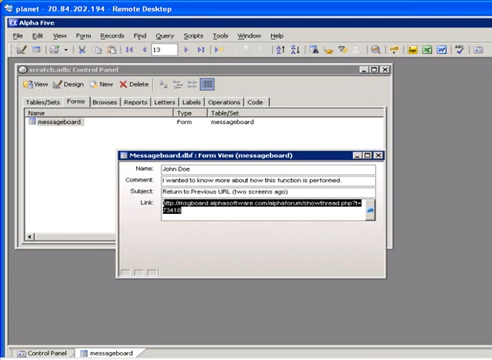 planet - 70.84.202.194 - Remote Desktop
Alpha Five
File Edit View Form Records Find Query Scripts Tools Window Help
13
scratch.adb: Control Panel
View Design New Delete
Tables/Sets Forms Browses Reports Letters Labels Operations Code
Name Type Table/Set
messageboard Form messageboard
Messageboard.dbf : Form View (messageboard)
Name: John Doe
Comment: I wanted to know more about how this function is performed.
Subject: Return to Previous URL (two screens ago)
Link: http://msgboard.alphasoftware.com/alphaforum/showthread.php?t=
73418
Control Panel messageboard